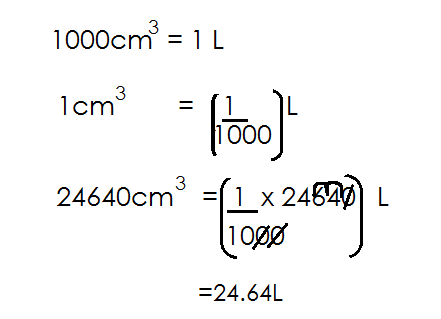 1000cm³ = 1 L
1cm³ = (1/1000) L
24640cm³ = (1/1000 x 24640) L
=24.64L